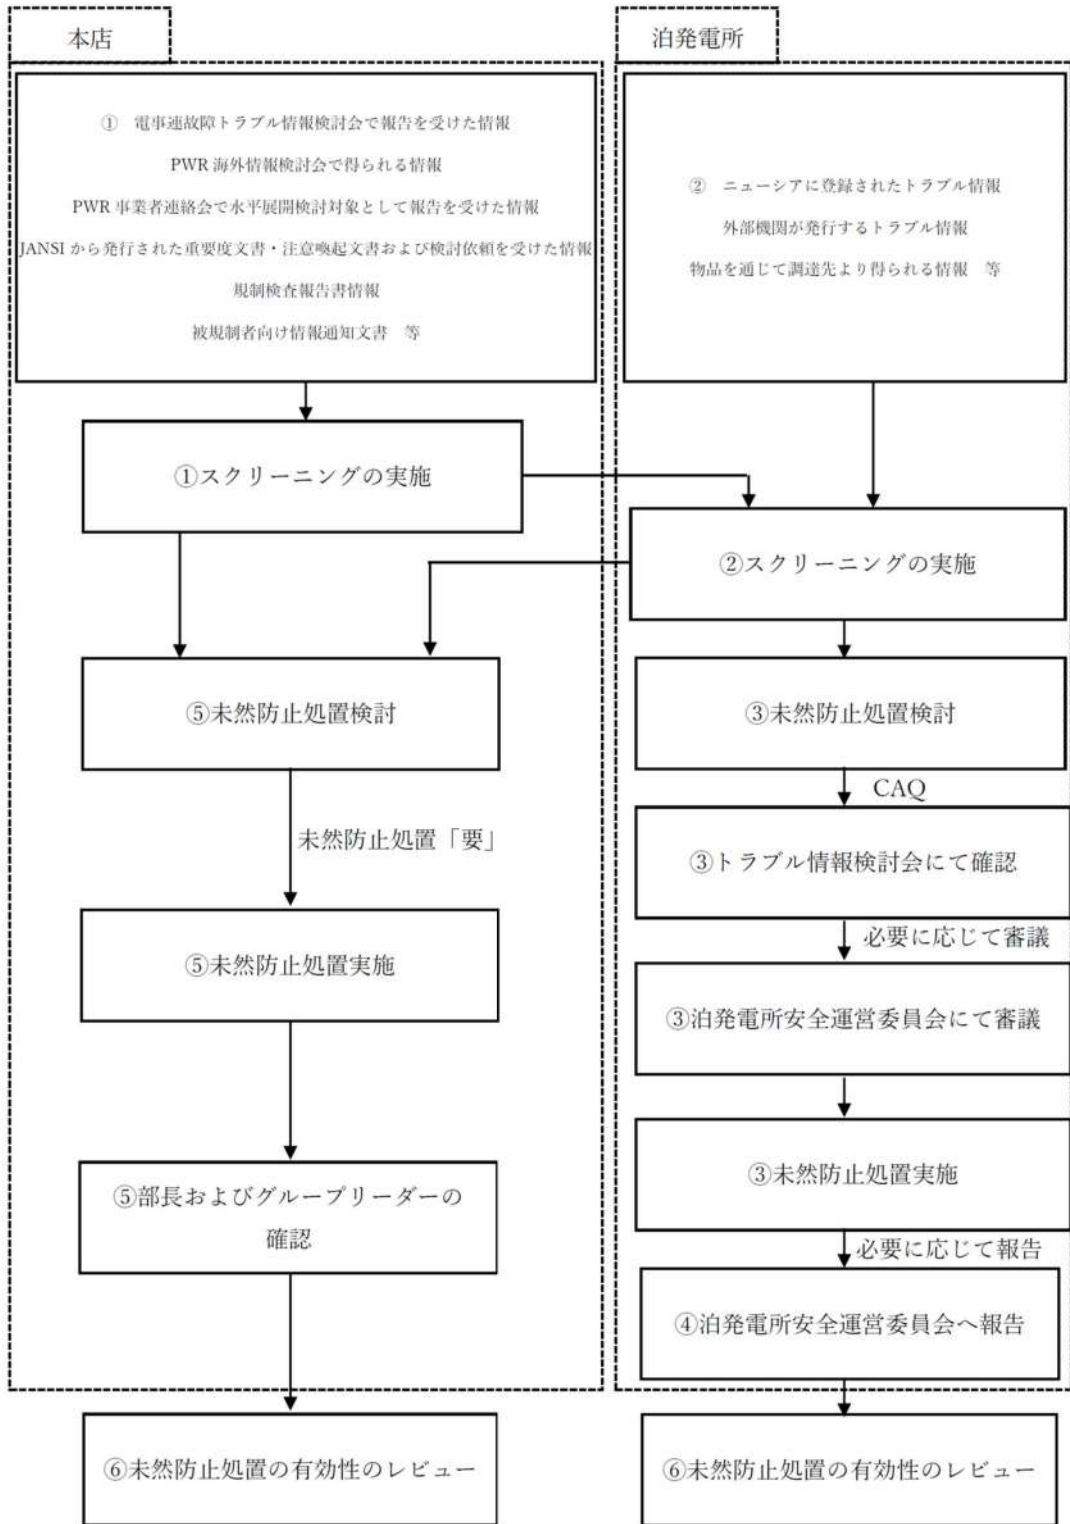 本店
① 電事連故障トラブル情報検討会で報告を受けた情報
PWR 海外情報検討会で得られる情報
PWR 事業者連絡会で水平展開検討対象として報告を受けた情報
JANSI から発行された重要度文書・注意喚起文書および検討依頼を受けた情報
規制検査報告書情報
被規制者向け情報通知文書 等
①スクリーニングの実施
⑤未然防止処置検討
未然防止処置「要」
⑤未然防止処置実施
⑤部長およびグループリーダーの
確認
⑥未然防止処置の有効性のレビュー
泊発電所
② ニューシアに登録されたトラブル情報
外部機関が発行するトラブル情報
物品を通じて調達先より得られる情報 等
②スクリーニングの実施
③未然防止処置検討
CAQ
③トラブル情報検討会にて確認
必要に応じて審議
③泊発電所安全運営委員会にて審議
③未然防止処置実施
必要に応じて報告
④泊発電所安全運営委員会へ報告
⑥未然防止処置の有効性のレビュー